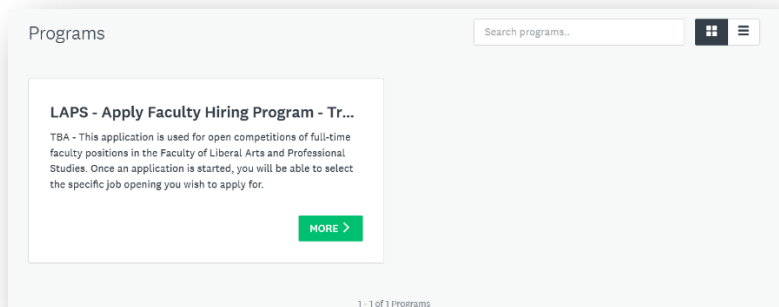 Programs
Search programs..
LAPS - Apply Faculty Hiring Program - Tr...
TBA - This application is used for open competitions of full-time
faculty positions in the Faculty of Liberal Arts and Professional
Studies. Once an application is started, you will be able to select
the specific job opening you wish to apply for.
MORE
1 - 1 of 1 Programs